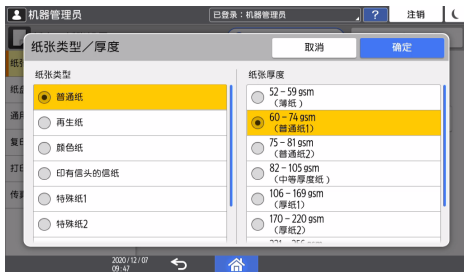 机器管理员
已登录：机器管理员
?
注销
纸张类型／厚度
取消
确定
纸张类型
普通纸
再生纸
颜色纸
印有信头的信纸
特殊纸1
特殊纸2
纸张厚度
52 – 59 gsm
（薄纸 ）
60 – 74 gsm
（普通纸1）
75 – 81 gsm
（普通纸2）
82 – 105 gsm
（中等厚度纸 ）
106 – 169 gsm
（厚纸1）
170 – 220 gsm
（厚纸2）
2020 / 12 / 07
09 : 47